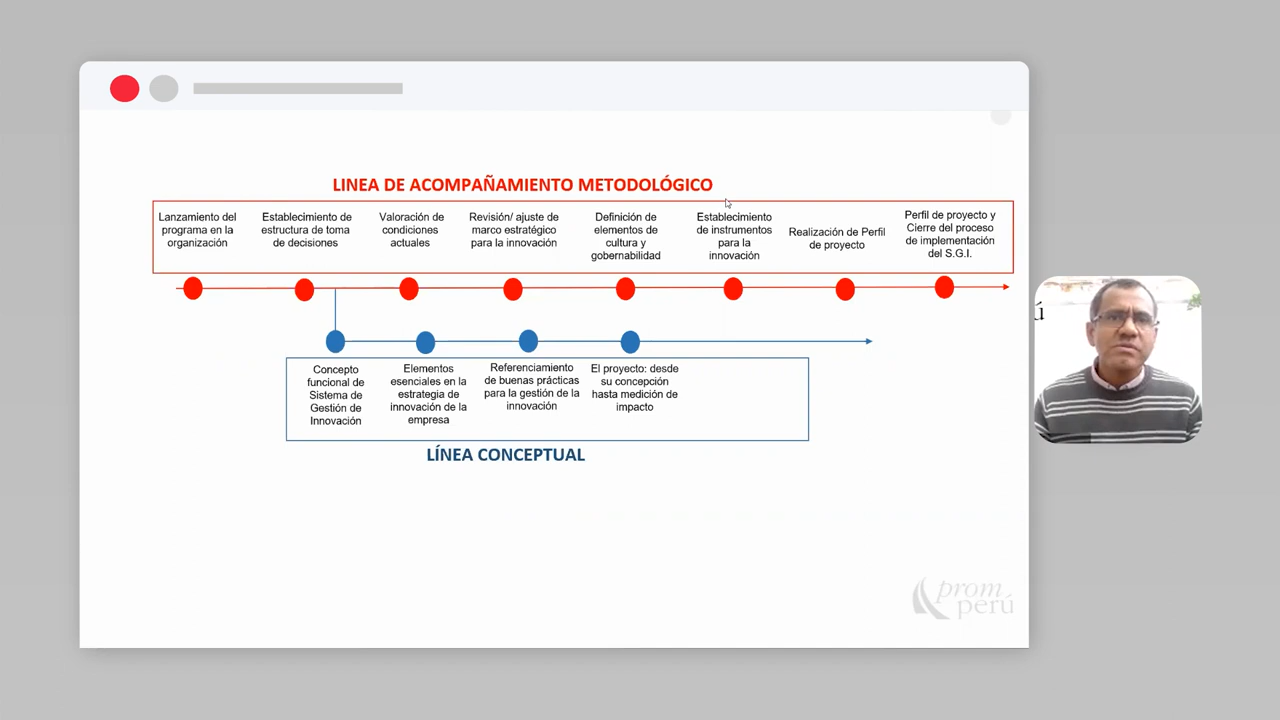 LINEA DE ACOMPAÑAMIENTO METODOLÓGICO
Lanzamiento del
programa en la
organización
Establecimiento de
estructura de toma
de decisiones
Valoración de
condiciones
actuales
Revisión/ ajuste de
marco estratégico
para la innovación
Definición de
elementos de
cultura y
gobernabilidad
Establecimiento
de instrumentos
para la
innovación
Realización de Perfil
de proyecto
Perfil de proyecto y
Cierre del proceso
de implementación
del S.G.I.
Concepto
funcional de
Sistema de
Gestión de
Innovación
Elementos
esenciales en la
estrategia de
innovación de la
empresa
Referenciamiento
de buenas prácticas
para la gestión de la
innovación
El proyecto: desde
su concepción
hasta medición de
impacto
LÍNEA CONCEPTUAL
prom
perú
ú